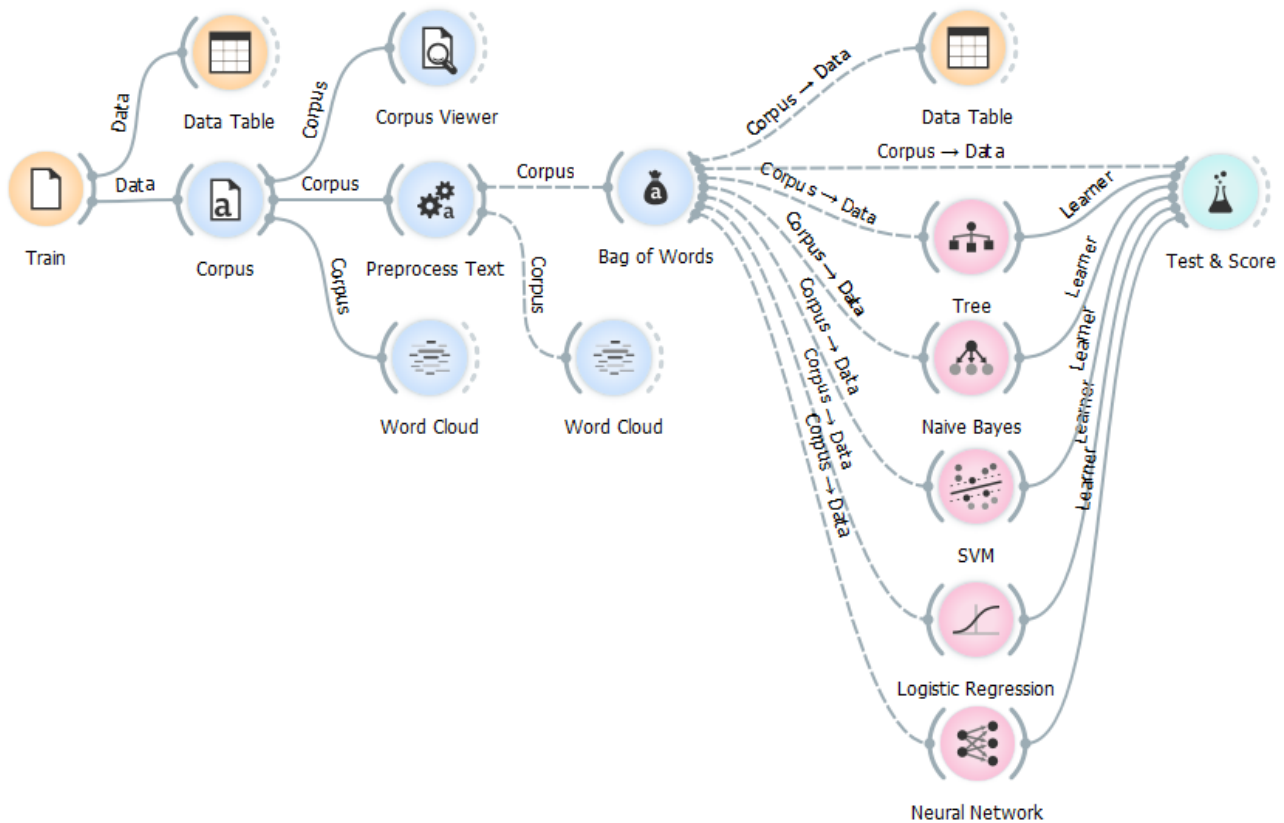 Data Table
Corpus Viewer
Data Table
Data
Corpus
Corpus → Data
Corpus → Data
Train
Data
Corpus
Corpus
Preprocess Text
Corpus
Bag of Words
Corpus → Data
Learner
Test & Score
Tree
Corpus
Corpus
Corpus → Data
Learner
Word Cloud
Word Cloud
Naive Bayes
Corpus → Data
Learner
SVM
Corpus → Data
Learner
Logistic Regression
Corpus → Data
Learner
Neural Network
a
a
a